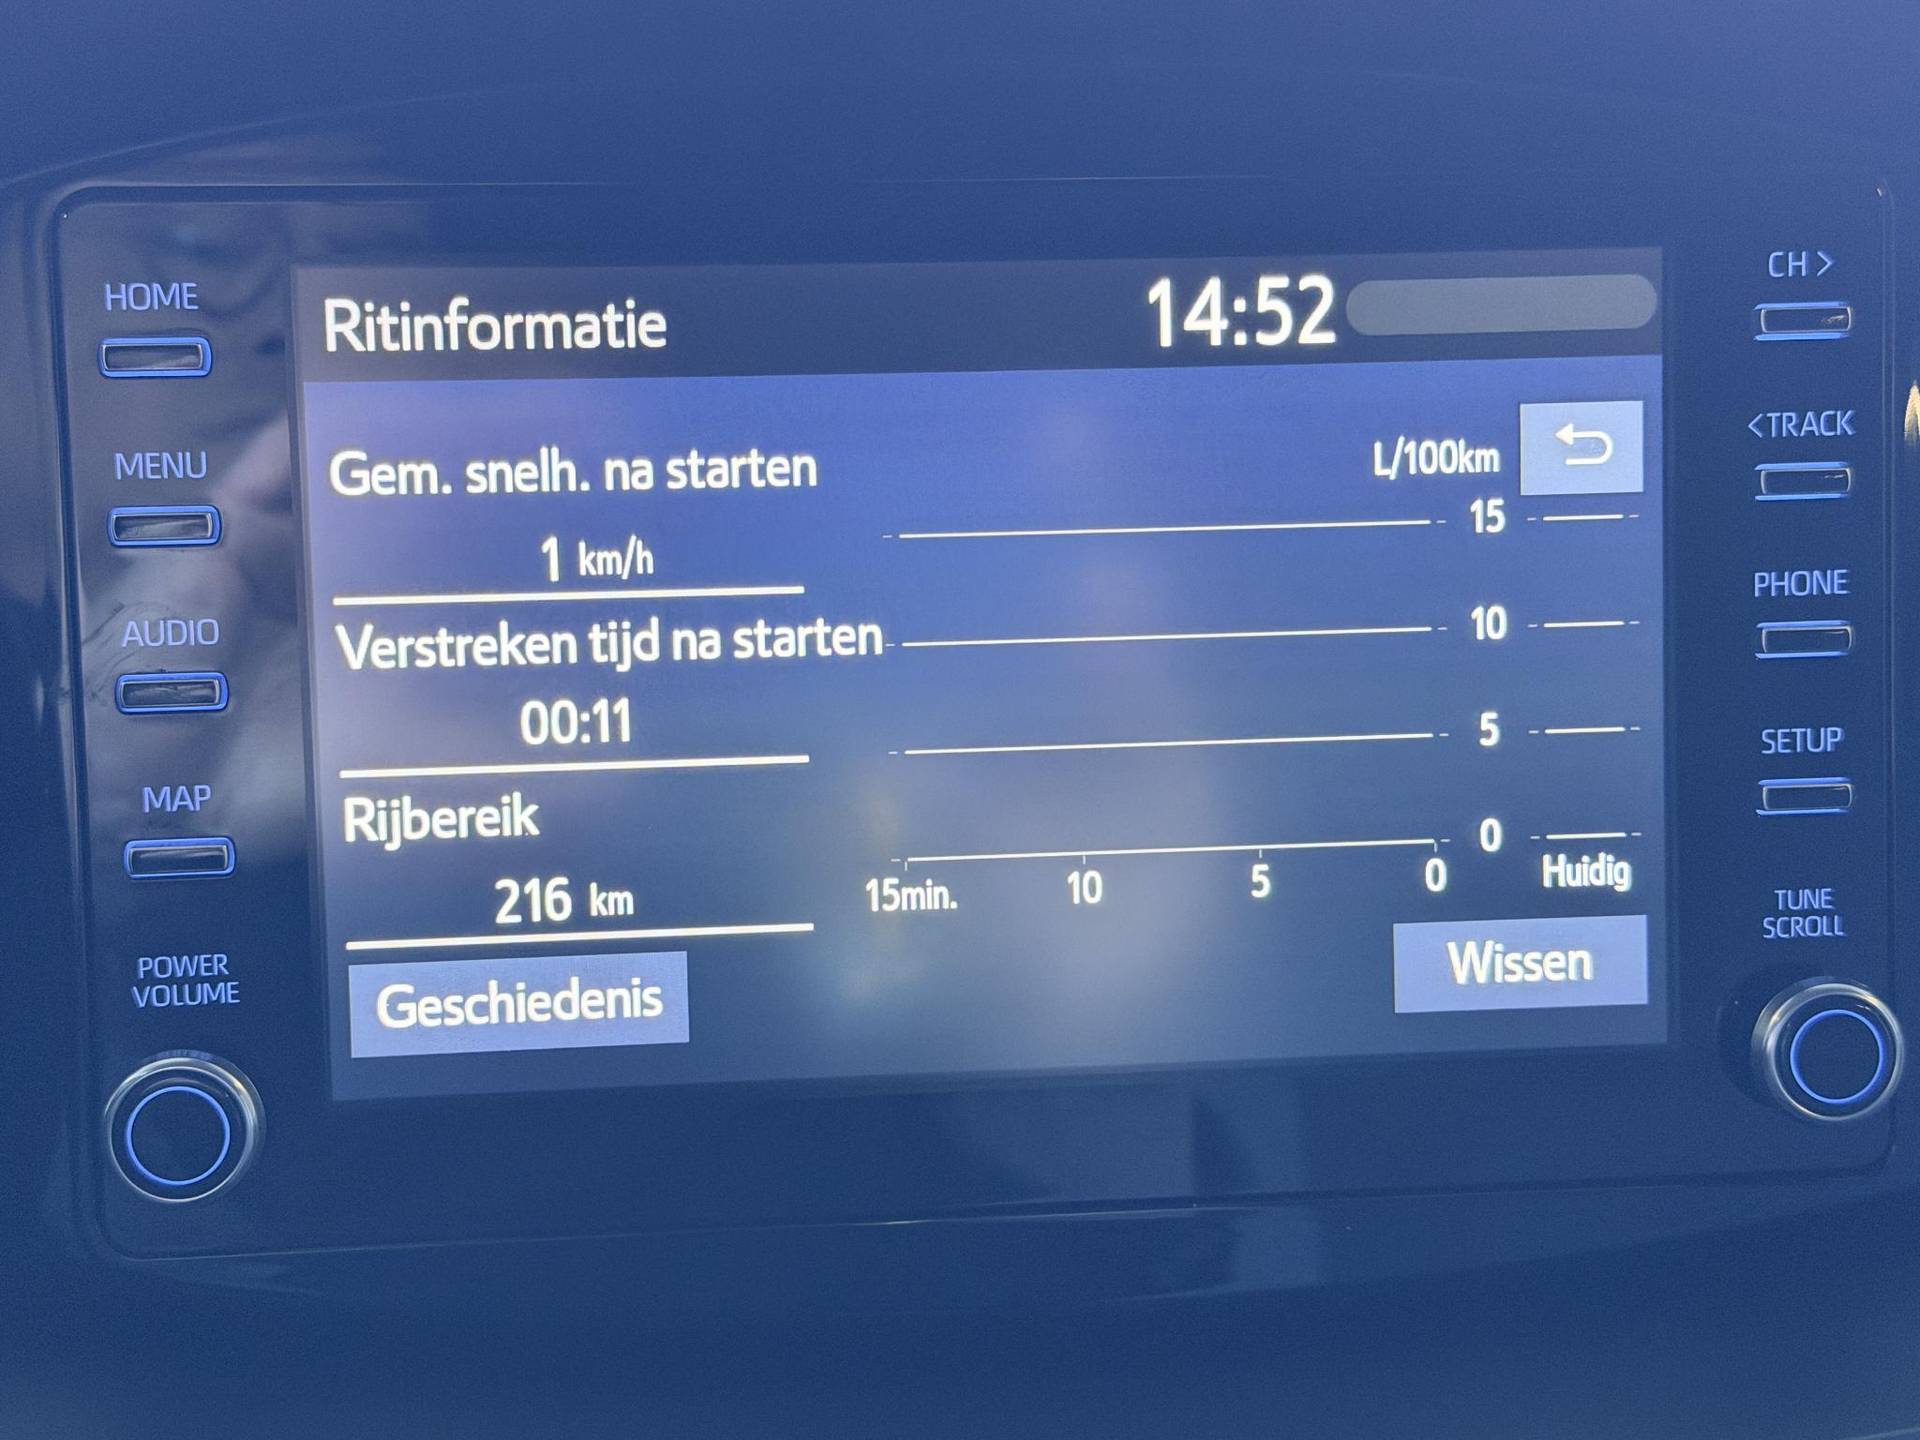 HOME
MENU
AUDIO
MAP
POWER
VOLUME
Ritinformatie
14:52
Gem. snelh. na starten
1 km/h
Verstreken tijd na starten
00:11
Rijbereik
216 km
Geschiedenis
L/100km
15
10
5
0
15min. 10 5 0 Huidig
Wissen
CH >
<TRACK
PHONE
SETUP
TUNE
SCROLL